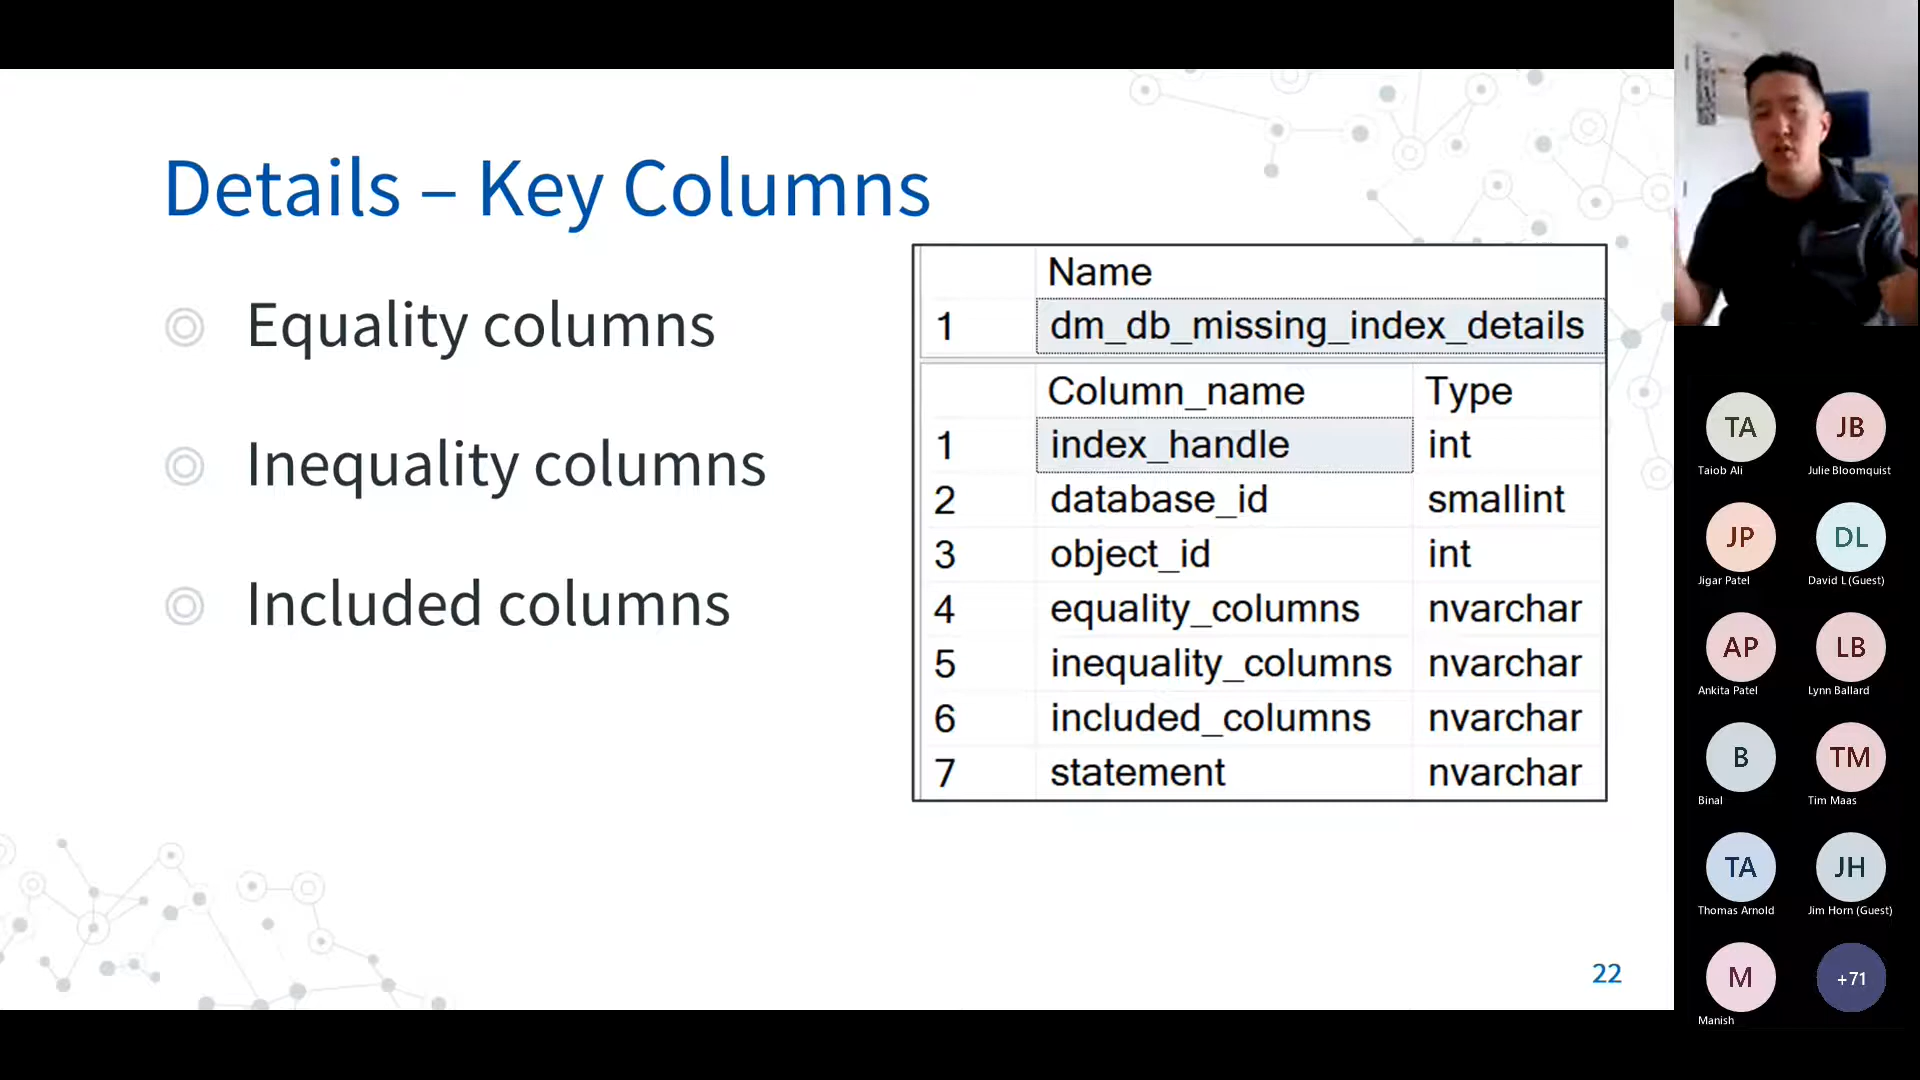 Details – Key Columns
Equality columns
Inequality columns
Included columns
Name
1 dm_db_missing_index_details
Column_name Type
1 index_handle int
2 database_id smallint
3 object_id int
4 equality_columns nvarchar
5 inequality_columns nvarchar
6 included_columns nvarchar
7 statement nvarchar
22
TA JB
Taiob Ali Julie Bloomquist
JP DL
Jigar Patel David L (Guest)
AP LB
Ankita Patel Lynn Ballard
B TM
Binal Tim Maas
TA JH
Thomas Arnold Jim Horn (Guest)
M +71
Manish